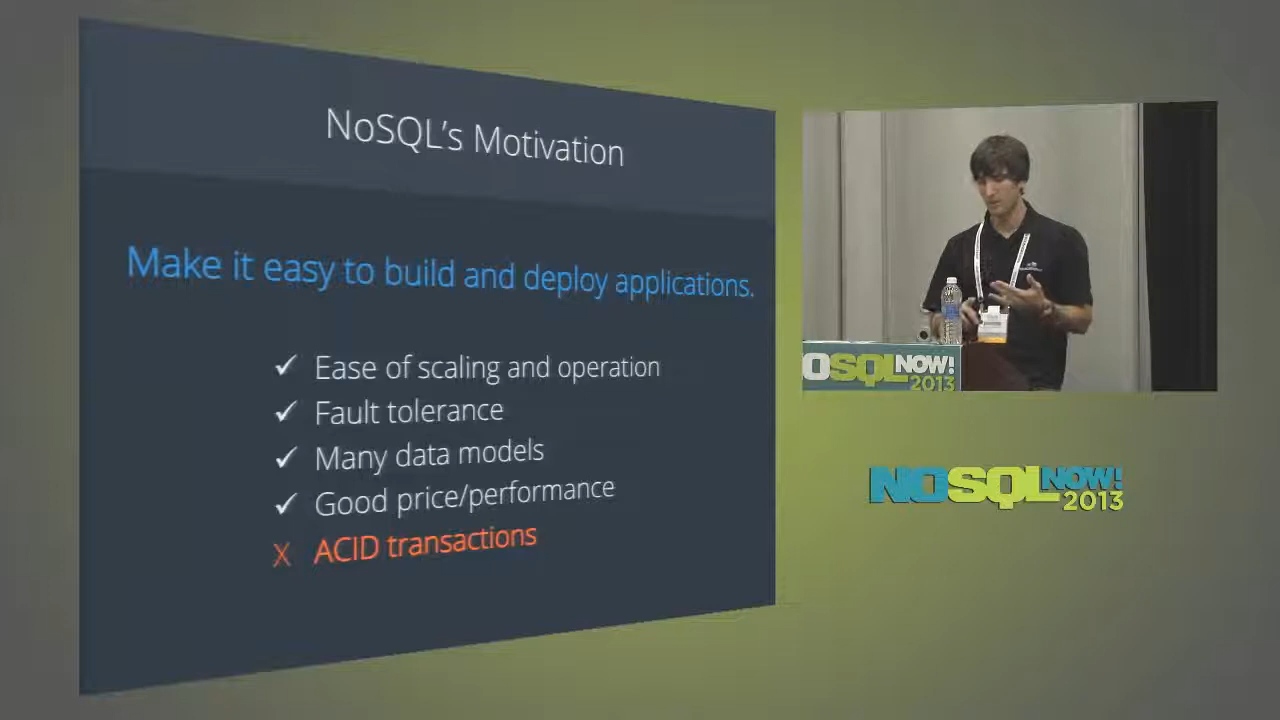 NoSQL's Motivation
Make it easy to build and deploy applications.
✓ Ease of scaling and operation
✓ Fault tolerance
✓ Many data models
✓ Good price/performance
X ACID transactions
OSQL NOW!
2013
NOSQL NOW!
2013